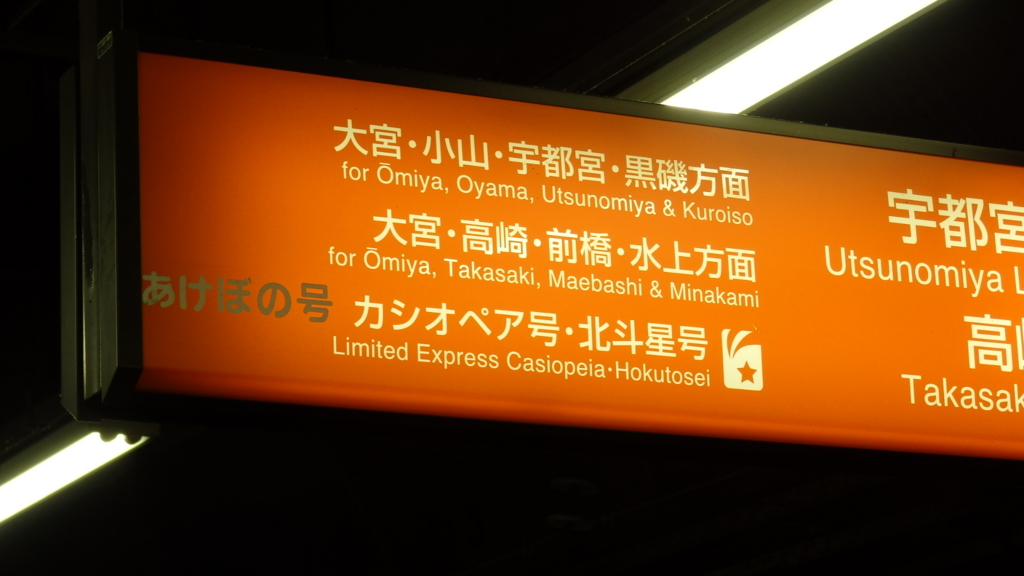 大宮・小山・宇都宮・黒磯方面
for Ōmiya, Oyama, Utsunomiya & Kuroiso
大宮・高崎・前橋・水上方面
for Ōmiya, Takasaki, Maebashi & Minakami
あけぼの号 カシオペア号・北斗星号
Limited Express Casiopeia・Hokutosei
宇都宮
Utsunomiya L
高
Takasak